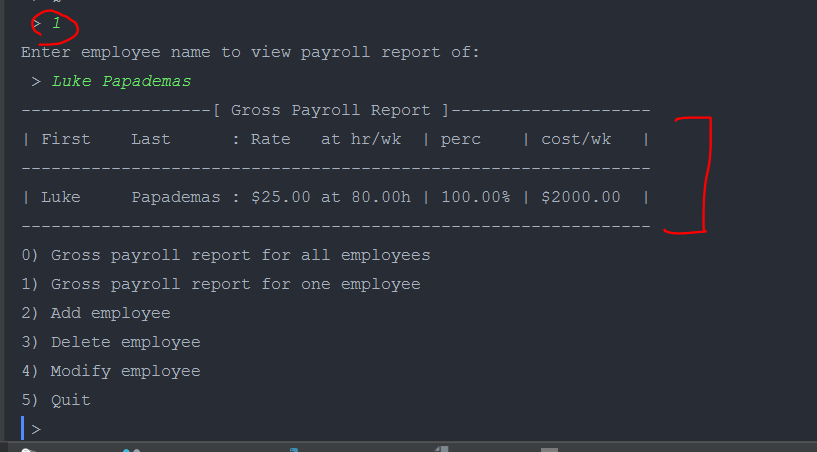 > 1
Enter employee name to view payroll report of:
 > Luke Papademas
-------------------[ Gross Payroll Report ]--------------------
| First    Last      : Rate   at hr/wk  | perc    | cost/wk   |
---------------------------------------------------------------
| Luke     Papademas : $25.00 at 80.00h | 100.00% | $2000.00  |
---------------------------------------------------------------
0) Gross payroll report for all employees
1) Gross payroll report for one employee
2) Add employee
3) Delete employee
4) Modify employee
5) Quit
 >